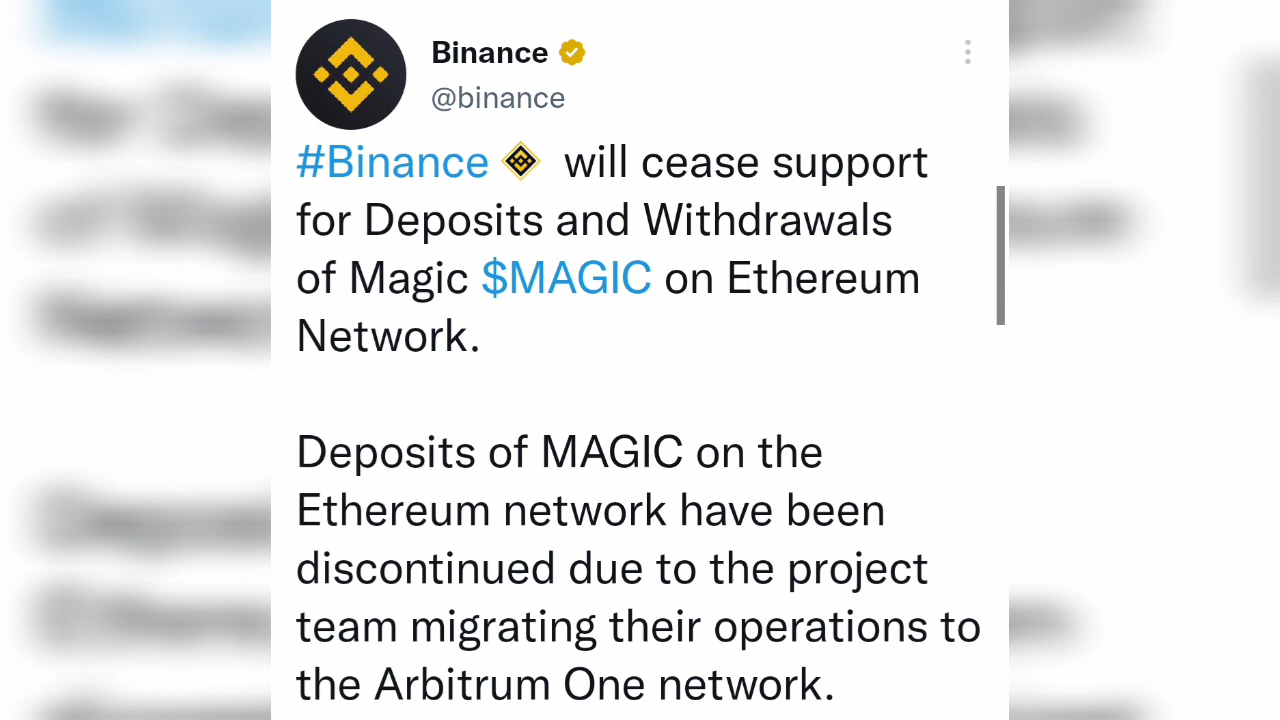 Binance
@binance
#Binance will cease support
for Deposits and Withdrawals
of Magic $MAGIC on Ethereum
Network.
Deposits of MAGIC on the
Ethereum network have been
discontinued due to the project
team migrating their operations to
the Arbitrum One network.